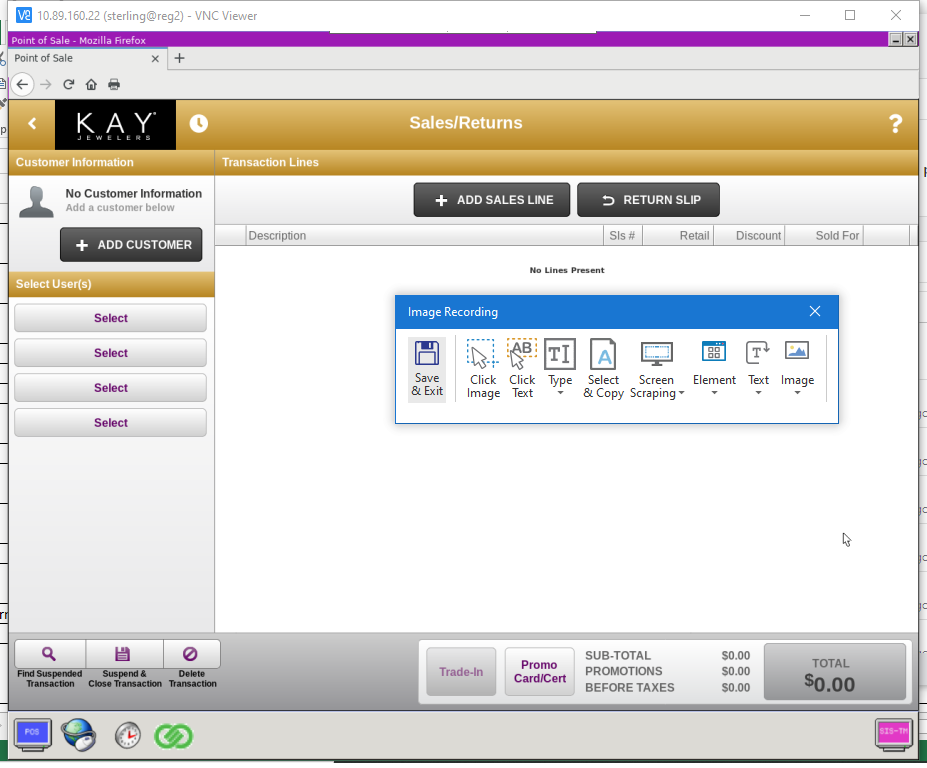 10.89.160.22 (sterling@reg2) - VNC Viewer
Point of Sale - Mozilla Firefox
Point of Sale
KAY
JEWELERS
Sales/Returns
?
Customer Information
Transaction Lines
No Customer Information
Add a customer below
ADD CUSTOMER
ADD SALES LINE
RETURN SLIP
Description Sls # Retail Discount Sold For
No Lines Present
Select User(s)
Select
Select
Select
Select
Image Recording
Save & Exit
Click Image
Click Text
Type
Select & Copy
Screen Scraping
Element
Text
Image
Find Suspended Transaction
Suspend & Close Transaction
Delete Transaction
Trade-In
Promo Card/Cert
SUB-TOTAL $0.00
PROMOTIONS $0.00
BEFORE TAXES $0.00
TOTAL
$0.00
POS
SIS-TM